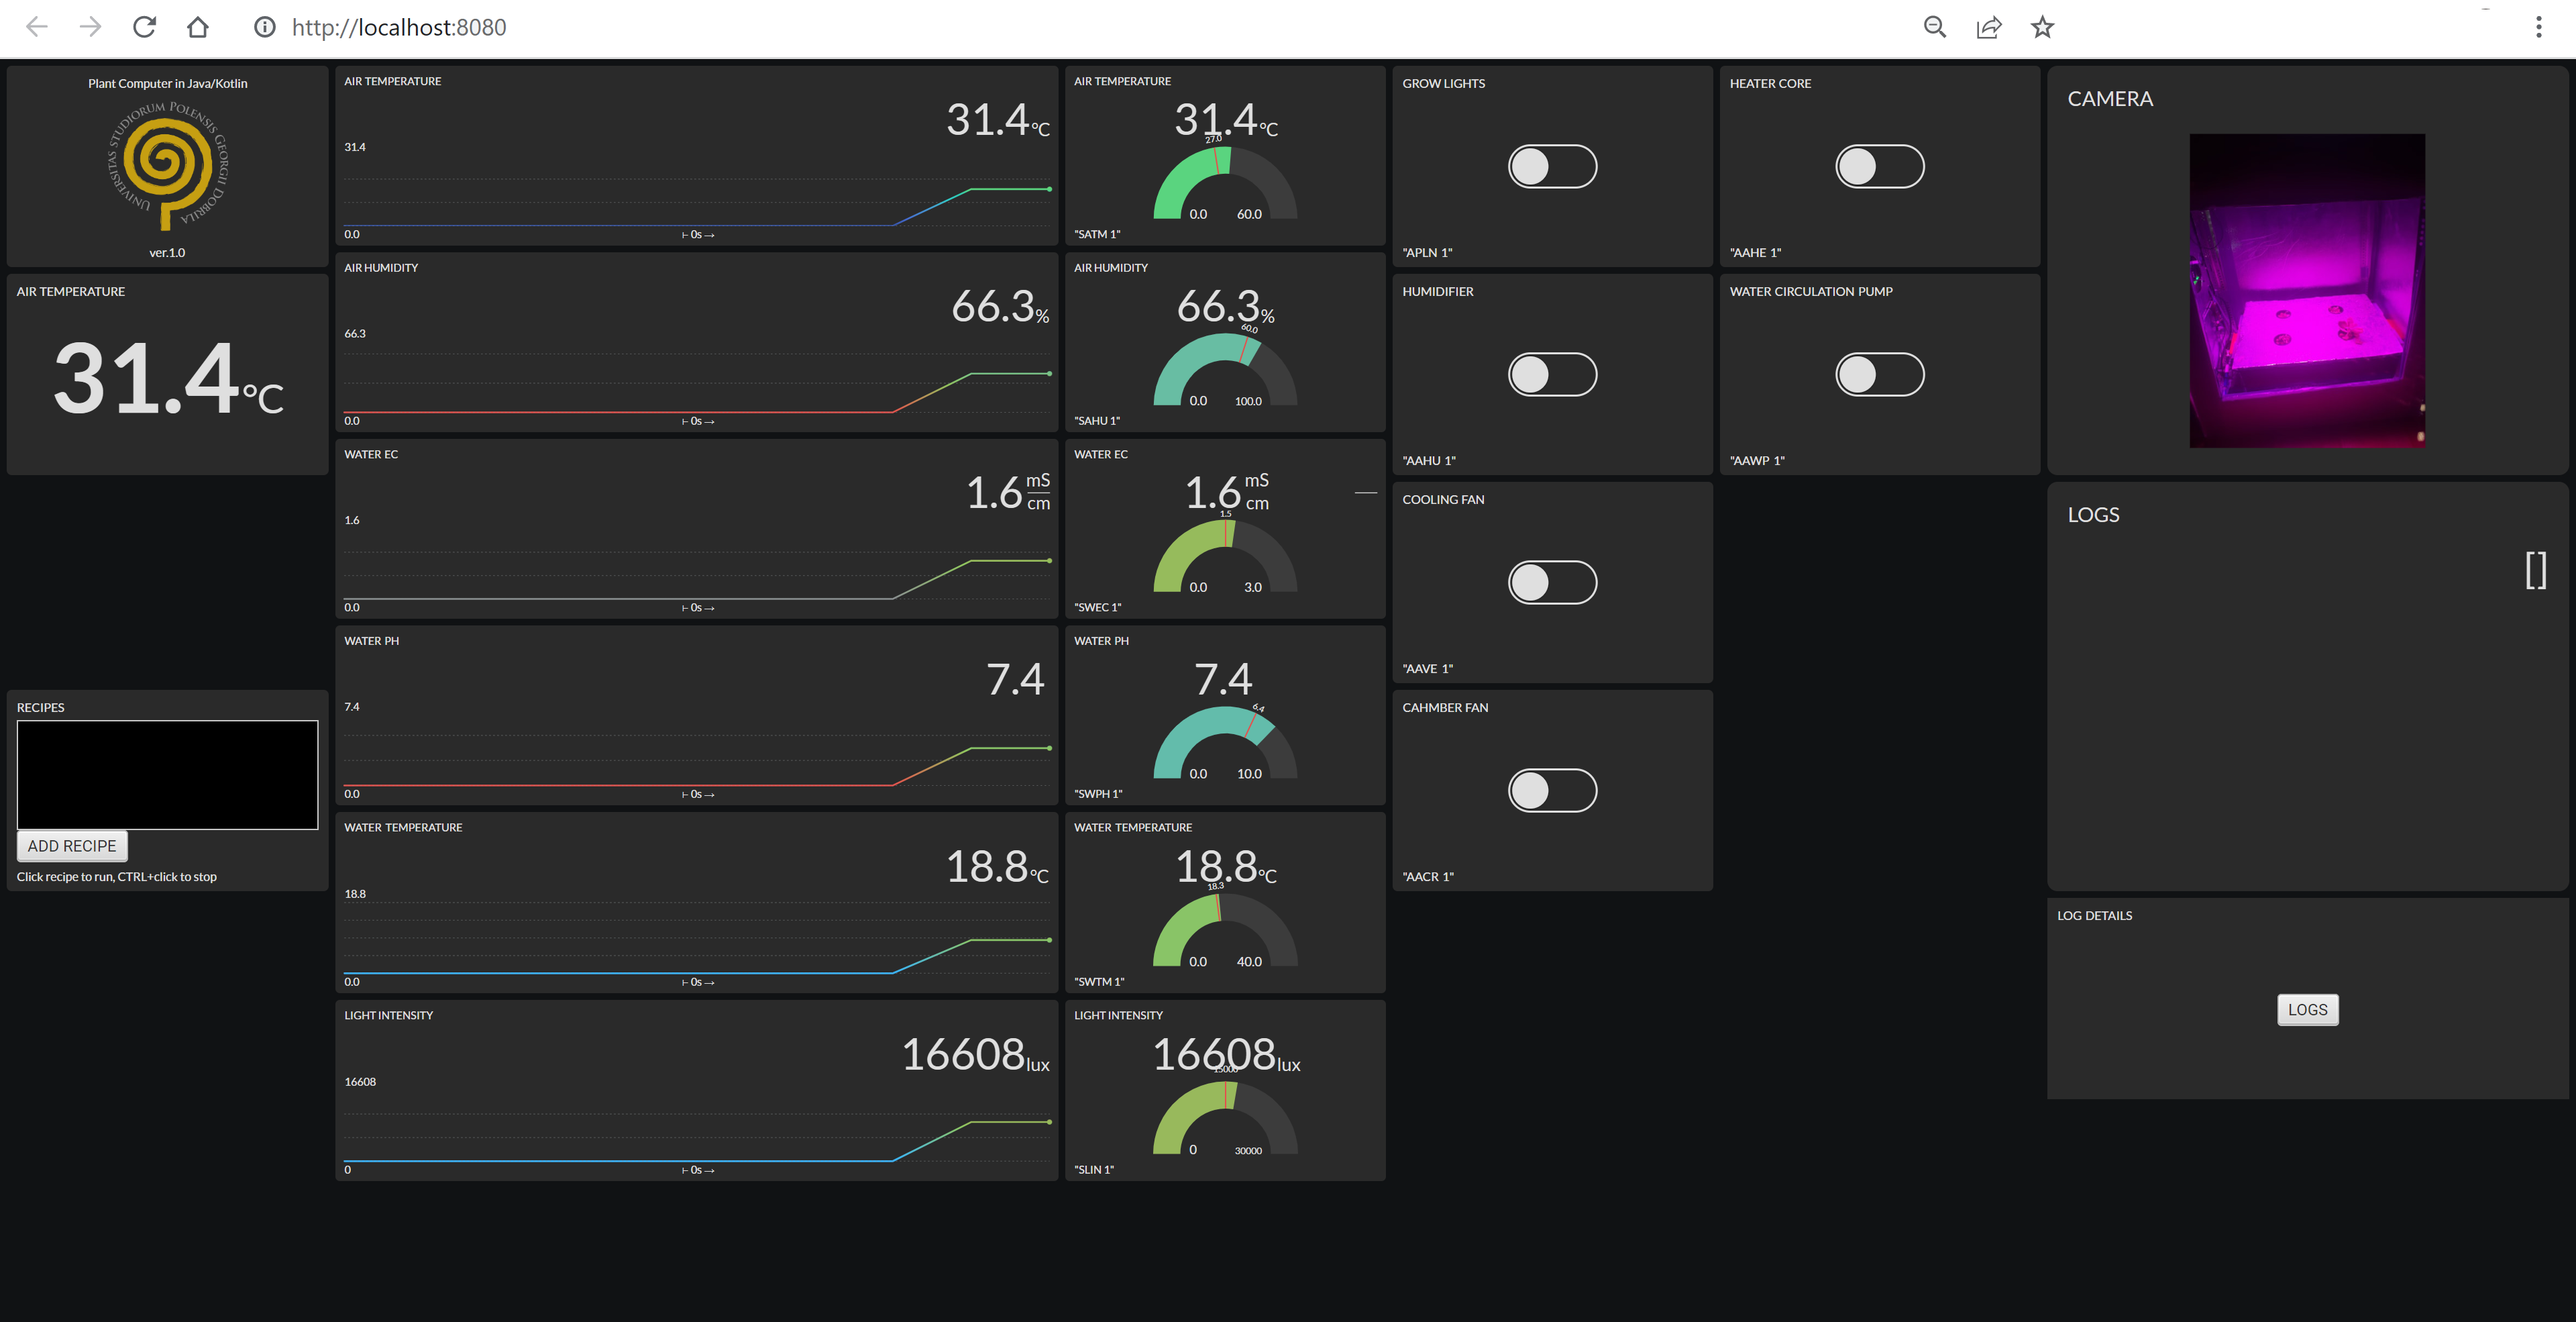 http://localhost:8080
Plant Computer in Java/Kotlin
UNIVERSITAS STUDIORUM POLENSIS GEORGII DOBRILA
ver.1.0
AIR TEMPERATURE
31.4°C
RECIPES
ADD RECIPE
Click recipe to run, CTRL+click to stop
AIR TEMPERATURE
31.4°C
31.4
0.0
⊢ 0s →
AIR HUMIDITY
66.3%
66.3
0.0
⊢ 0s →
WATER EC
1.6 mS
cm
1.6
0.0
⊢ 0s →
WATER PH
7.4
7.4
0.0
⊢ 0s →
WATER TEMPERATURE
18.8°C
18.8
0.0
⊢ 0s →
LIGHT INTENSITY
16608lux
16608
0
⊢ 0s →
AIR TEMPERATURE
31.4°C
27.0
0.0 60.0
"SATM 1"
AIR HUMIDITY
66.3%
60.0
0.0 100.0
"SAHU 1"
WATER EC
1.6 mS
cm
1.5
0.0 3.0
"SWEC 1"
WATER PH
7.4
6.4
0.0 10.0
"SWPH 1"
WATER TEMPERATURE
18.8°C
18.3
0.0 40.0
"SWTM 1"
LIGHT INTENSITY
16608lux
15000
0 30000
"SLIN 1"
GROW LIGHTS
"APLN 1"
HUMIDIFIER
"AAHU 1"
COOLING FAN
"AAVE 1"
CAHMBER FAN
"AACR 1"
HEATER CORE
"AAHE 1"
WATER CIRCULATION PUMP
"AAWP 1"
CAMERA
LOGS
[]
LOG DETAILS
LOGS